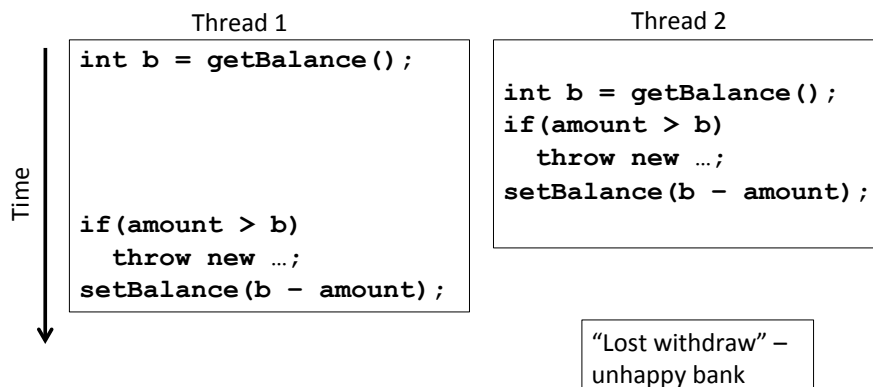 Thread 1
int b = getBalance();
if(amount > b)
throw new …;
setBalance(b – amount);
Thread 2
int b = getBalance();
if(amount > b)
throw new …;
setBalance(b – amount);
Time
“Lost withdraw” –
unhappy bank